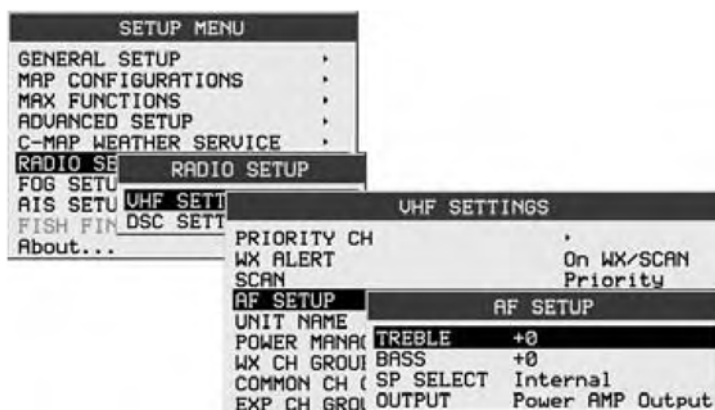 SETUP MENU
GENERAL SETUP
MAP CONFIGURATIONS
MAX FUNCTIONS
ADVANCED SETUP
C-MAP WEATHER SERVICE
RADIO SE
FOG SETU
AIS SETU
FISH FIN
About...
RADIO SETUP
VHF SETT
DSC SETT
VHF SETTINGS
PRIORITY CH
WX ALERT On WX/SCAN
SCAN Priority
AF SETUP
UNIT NAME
POWER MANAG
WX CH GROUP
COMMON CH
EXP CH GROU
AF SETUP
TREBLE +0
BASS +0
SP SELECT Internal
OUTPUT Power AMP Output